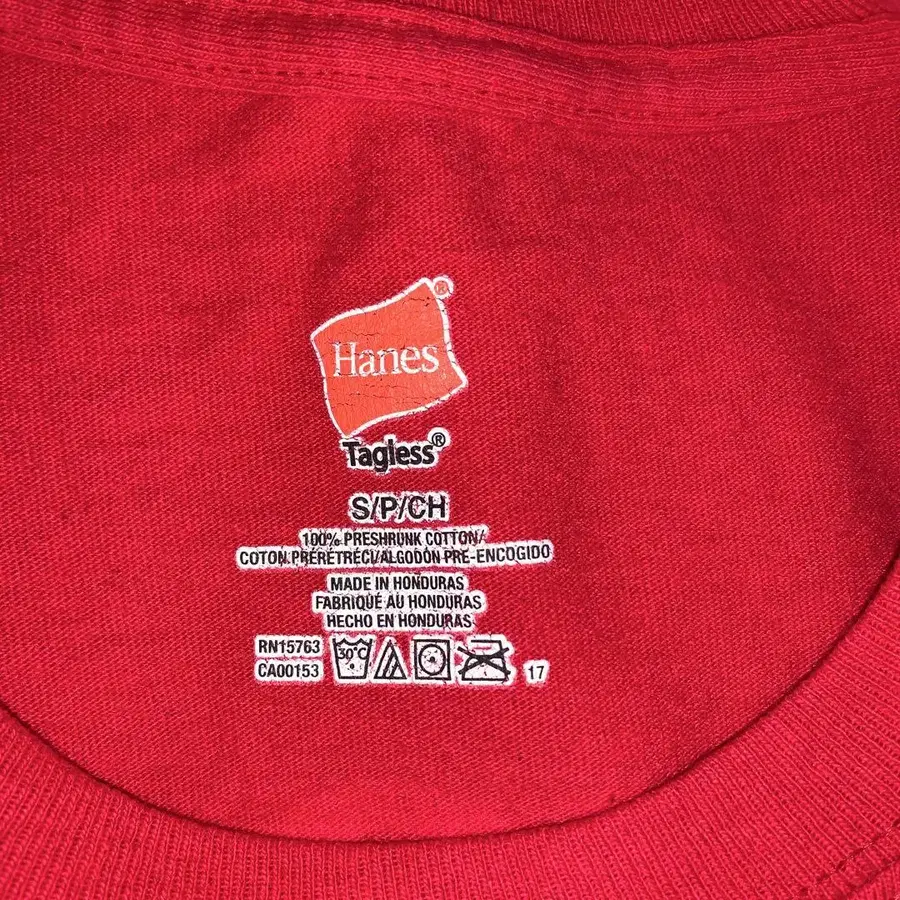 Hanes®
Tagless®
S/P/CH
100% PRESHRUNK COTTON/
COTON PRÉRÉTRÉCI/ALGODÓN PRE-ENCOGIDO
MADE IN HONDURAS
FABRIQUÉ AU HONDURAS
HECHO EN HONDURAS
RN15763
CA00153
30°C
17